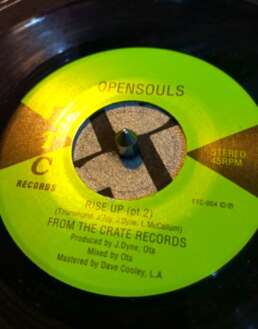 OPENSOULS
FTC
RECORDS
STEREO
45RPM
RISE UP (pt.2)
FROM THE CRATE RECORDS
Produced by J.Dyne, Ota
Mixed by Ota
Mastered by Dave Cooley, L.A